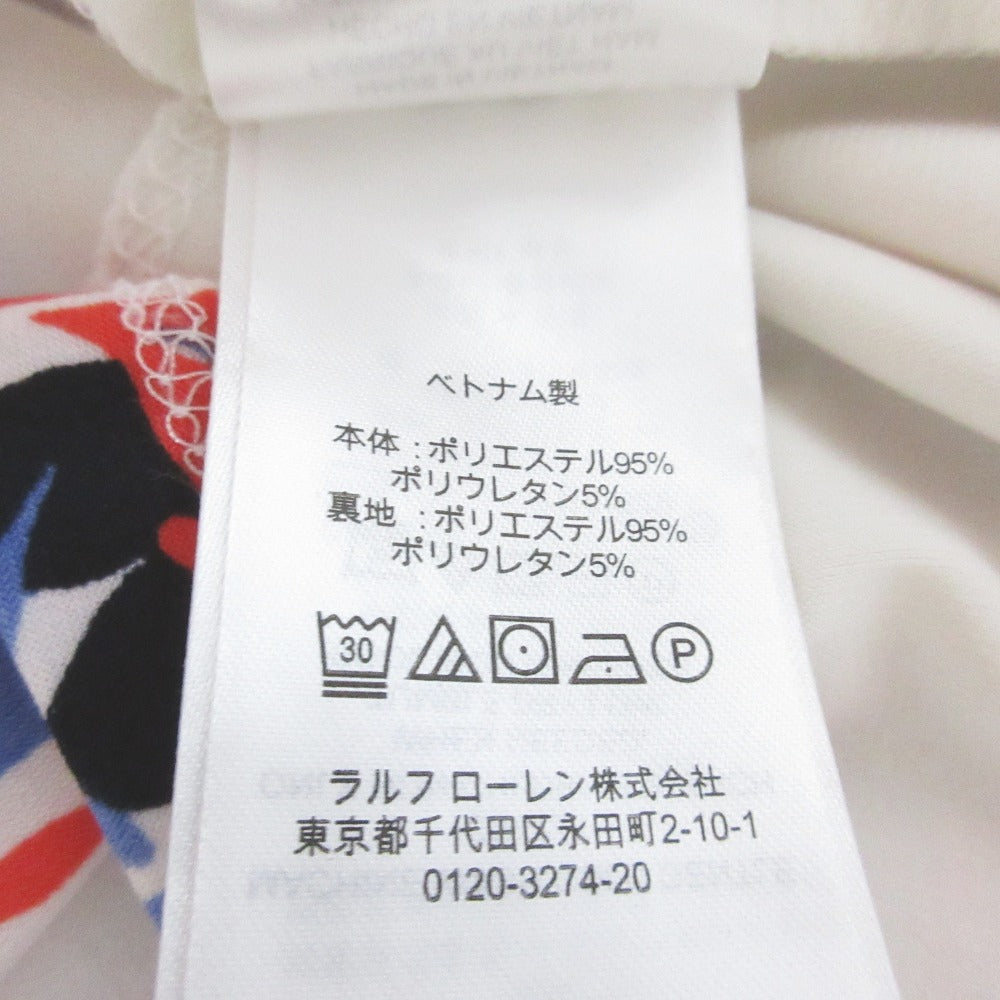 ベトナム製
本体 : ポリエステル95%
ポリウレタン5%
裏地 : ポリエステル95%
ポリウレタン5%
30 P
ラルフ ローレン株式会社
東京都千代田区永田町2-10-1
0120-3274-20